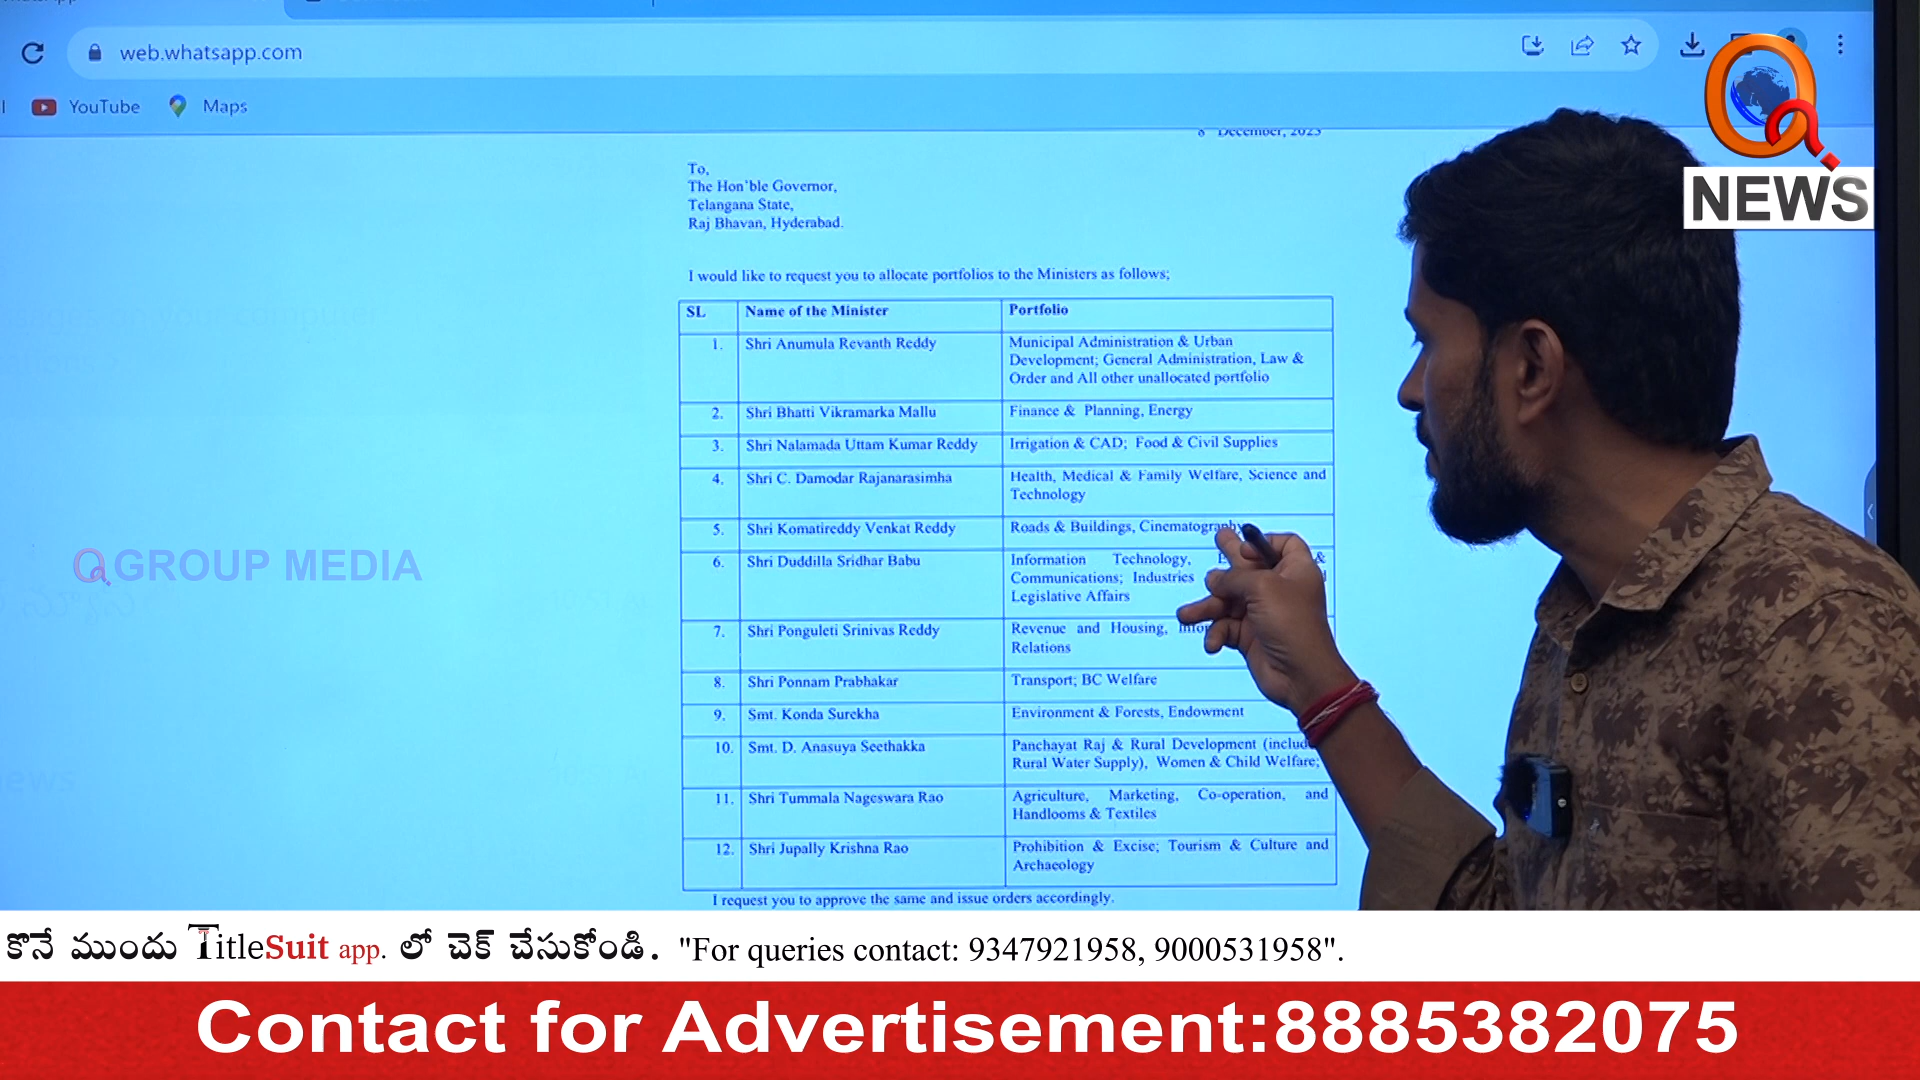 web.whatsapp.com
YouTube
Maps
NEWS
December, 2023
To,
The Hon'ble Governor,
Telangana State,
Raj Bhavan, Hyderabad.
I would like to request you to allocate portfolios to the Ministers as follows;
SL Name of the Minister Portfolio
1. Shri Anumula Revanth Reddy Municipal Administration & Urban
Development; General Administration, Law &
Order and All other unallocated portfolio
2. Shri Bhatti Vikramarka Mallu Finance & Planning, Energy
3. Shri Nalamada Uttam Kumar Reddy Irrigation & CAD; Food & Civil Supplies
4. Shri C. Damodar Rajanarasimha Health, Medical & Family Welfare, Science and
Technology
5. Shri Komatireddy Venkat Reddy Roads & Buildings, Cinematography
6. Shri Duddilla Sridhar Babu Information Technology, &
Communications; Industries
Legislative Affairs
7. Shri Ponguleti Srinivas Reddy Revenue and Housing,
Relations
8. Shri Ponnam Prabhakar Transport; BC Welfare
9. Smt. Konda Surekha Environment & Forests, Endowment
10. Smt. D. Anasuya Seethakka Panchayat Raj & Rural Development
Rural Water Supply), Women & Child Welfare;
11. Shri Tummala Nageswara Rao Agriculture, Marketing, Co-operation, and
Handlooms & Textiles
12. Shri Jupally Krishna Rao Prohibition & Excise; Tourism & Culture and
Archaeology
I request you to approve the same and issue orders accordingly.
Q GROUP MEDIA
కొనే ముందు TitleSuit app. లో చెక్ చేసుకోండి. "For queries contact: 9347921958, 9000531958".
Contact for Advertisement:8885382075